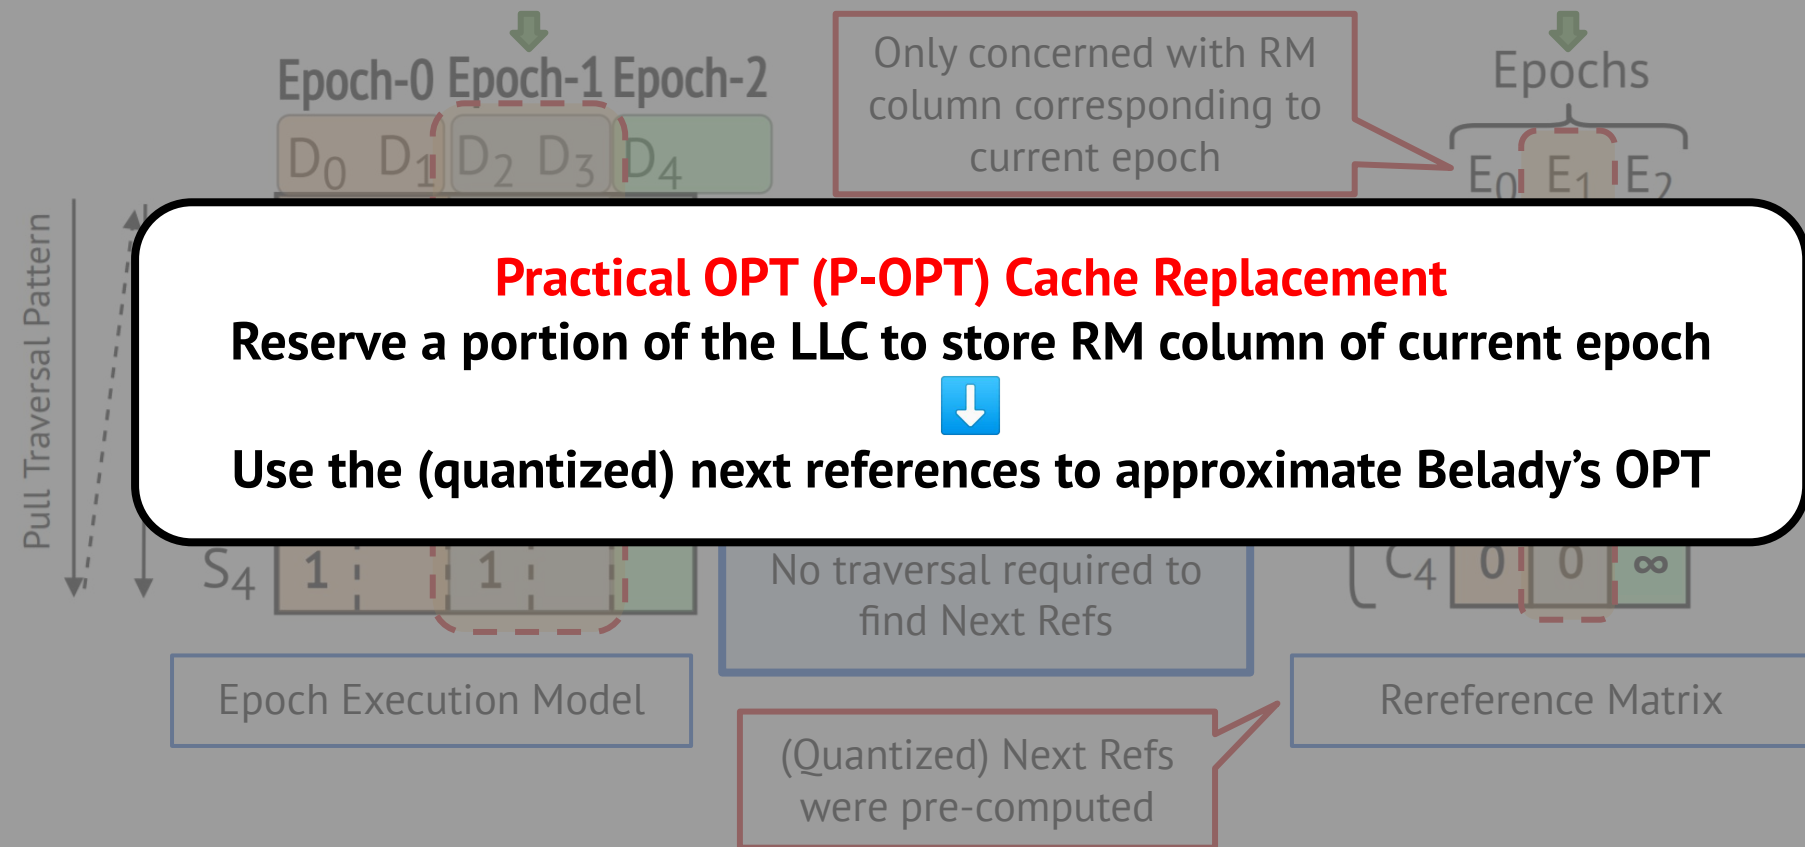 Epoch-0 Epoch-1 Epoch-2
D0 D1 D2 D3 D4
Only concerned with RM
column corresponding to
current epoch
Epochs
E0 E1 E2
Pull Traversal Pattern
Practical OPT (P-OPT) Cache Replacement
Reserve a portion of the LLC to store RM column of current epoch
Use the (quantized) next references to approximate Belady’s OPT
S4 1 1
No traversal required to
find Next Refs
C4 0 0 ∞
Epoch Execution Model
Rereference Matrix
(Quantized) Next Refs
were pre-computed